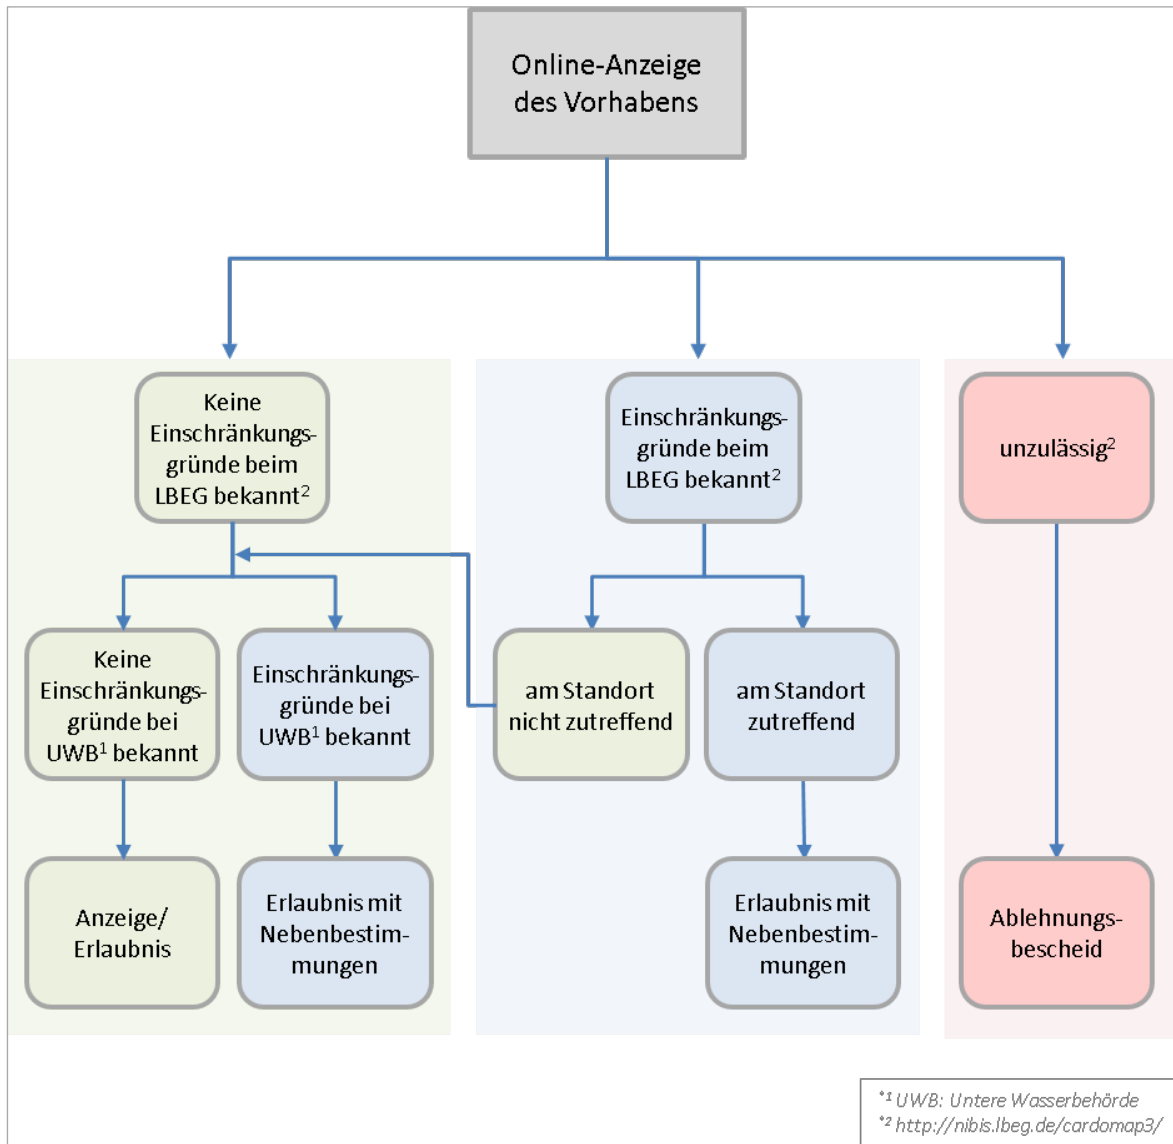 Online-Anzeige
des Vorhabens
Keine
Einschränkungs-
gründe beim
LBEG bekannt²
Einschränkungs-
gründe beim
LBEG bekannt²
unzulässig²
Keine
Einschränkungs-
gründe bei
UWB¹ bekannt
Einschränkungs-
gründe bei
UWB¹ bekannt
am Standort
nicht zutreffend
am Standort
zutreffend
Anzeige/
Erlaubnis
Erlaubnis mit
Nebenbestim-
mungen
Erlaubnis mit
Nebenbestim-
mungen
Ablehnungs-
bescheid
*¹ UWB: Untere Wasserbehörde
*² http://nibis.lbeg.de/cardomap3/